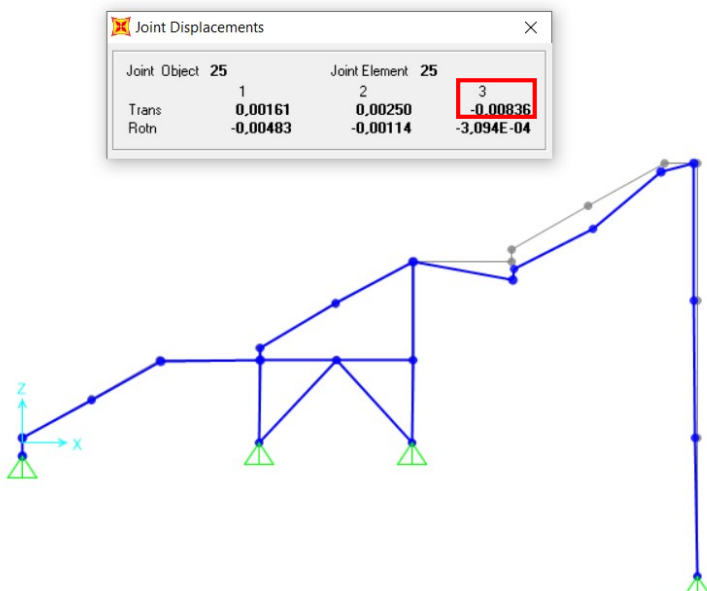 Joint Displacements
Joint Object 25 Joint Element 25
1 2 3
Trans 0,00161 0,00250 -0,00836
Rotn -0,00483 -0,00114 -3,094E-04
Z
X